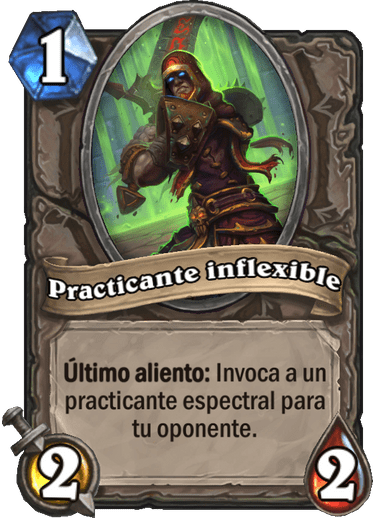 1
Practicante inflexible
Último aliento: Invoca a un
practicante espectral para
tu oponente.
2
2